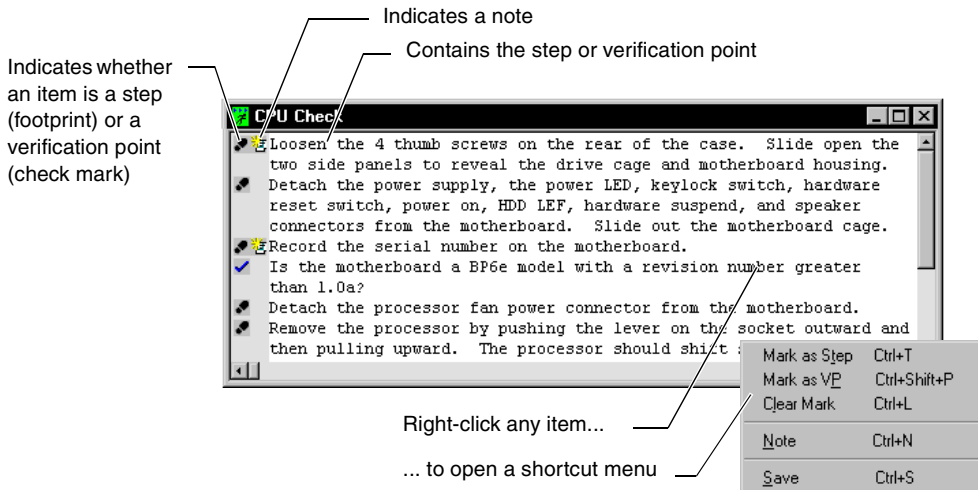 Indicates a note
Contains the step or verification point
Indicates whether
an item is a step
(footprint) or a
verification point
(check mark)
CPU Check
Loosen the 4 thumb screws on the rear of the case. Slide open the
two side panels to reveal the drive cage and motherboard housing.
Detach the power supply, the power LED, keylock switch, hardware
reset switch, power on, HDD LEF, hardware suspend, and speaker
connectors from the motherboard. Slide out the motherboard cage.
Record the serial number on the motherboard.
Is the motherboard a BP6e model with a revision number greater
than 1.0a?
Detach the processor fan power connector from the motherboard.
Remove the processor by pushing the lever on the socket outward and
then pulling upward. The processor should shift
Mark as Step Ctrl+T
Mark as VP Ctrl+Shift+P
Clear Mark Ctrl+L
Note Ctrl+N
Save Ctrl+S
Right-click any item...
... to open a shortcut menu